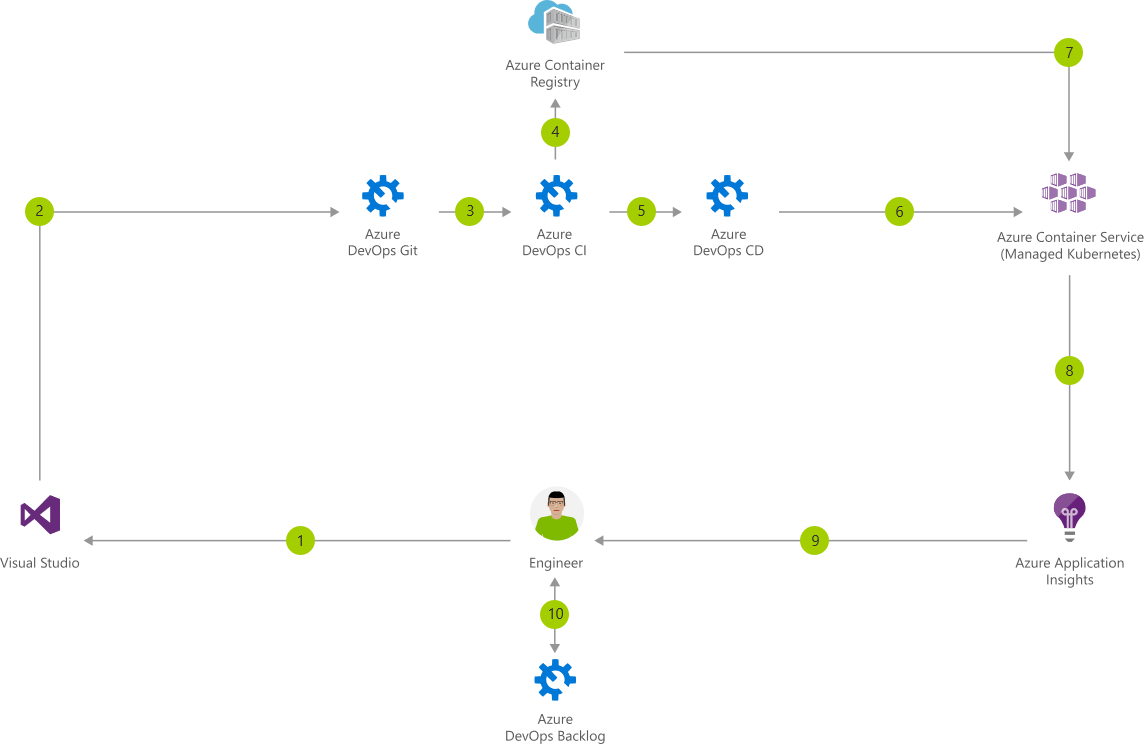 Azure Container
Registry
7
4
2
3
5
6
Azure
DevOps Git
Azure
DevOps CI
Azure
DevOps CD
Azure Container Service
(Managed Kubernetes)
8
1
9
Visual Studio
Engineer
Azure Application
Insights
10
Azure
DevOps Backlog